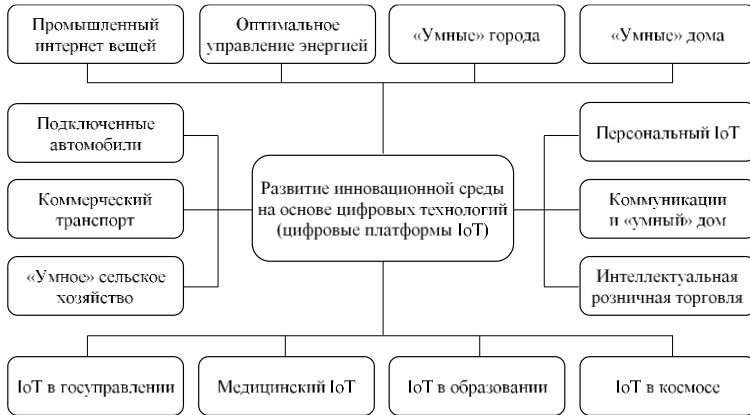 Промышленный
интернет вещей
Оптимальное
управление энергией
«Умные» города
«Умные» дома
Подключенные
автомобили
Коммерческий
транспорт
«Умное» сельское
хозяйство
Развитие инновационной среды
на основе цифровых технологий
(цифровые платформы IoT)
Персональный IoT
Коммуникации
и «умный» дом
Интеллектуальная
розничная торговля
IoT в госуправлении
Медицинский IoT
IoT в образовании
IoT в космосе